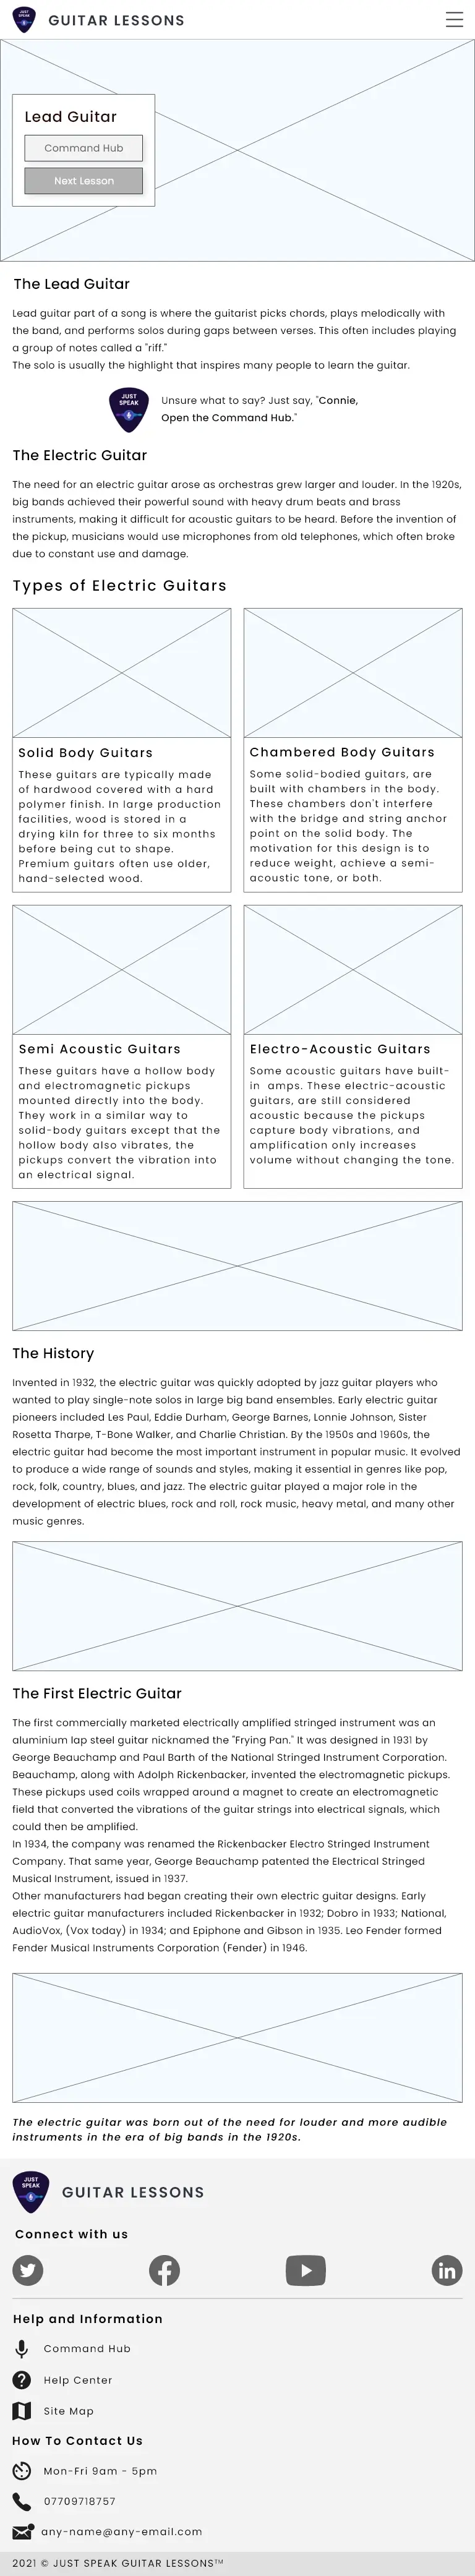 JUST SPEAK
GUITAR LESSONS
Lead Guitar
Command Hub
Next Lesson
The Lead Guitar
Lead guitar part of a song is where the guitarist picks chords, plays melodically with
the band, and performs solos during gaps between verses. This often includes playing
a group of notes called a "riff."
The solo is usually the highlight that inspires many people to learn the guitar.
JUST
SPEAK
Unsure what to say? Just say, "Connie,
Open the Command Hub."
The Electric Guitar
The need for an electric guitar arose as orchestras grew larger and louder. In the 1920s,
big bands achieved their powerful sound with heavy drum beats and brass
instruments, making it difficult for acoustic guitars to be heard. Before the invention of
the pickup, musicians would use microphones from old telephones, which often broke
due to constant use and damage.
Types of Electric Guitars
Solid Body Guitars
These guitars are typically made
of hardwood covered with a hard
polymer finish. In large production
facilities, wood is stored in a
drying kiln for three to six months
before being cut to shape.
Premium guitars often use older,
hand-selected wood.
Chambered Body Guitars
Some solid-bodied guitars, are
built with chambers in the body.
These chambers don't interfere
with the bridge and string anchor
point on the solid body. The
motivation for this design is to
reduce weight, achieve a semi-
acoustic tone, or both.
Semi Acoustic Guitars
These guitars have a hollow body
and electromagnetic pickups
mounted directly into the body.
They work in a similar way to
solid-body guitars except that the
hollow body also vibrates, the
pickups convert the vibration into
an electrical signal.
Electro-Acoustic Guitars
Some acoustic guitars have built-
in amps. These electric-acoustic
guitars, are still considered
acoustic because the pickups
capture body vibrations, and
amplification only increases
volume without changing the tone.
The History
Invented in 1932, the electric guitar was quickly adopted by jazz guitar players who
wanted to play single-note solos in large big band ensembles. Early electric guitar
pioneers included Les Paul, Eddie Durham, George Barnes, Lonnie Johnson, Sister
Rosetta Tharpe, T-Bone Walker, and Charlie Christian. By the 1950s and 1960s, the
electric guitar had become the most important instrument in popular music. It evolved
to produce a wide range of sounds and styles, making it essential in genres like pop,
rock, folk, country, blues, and jazz. The electric guitar played a major role in the
development of electric blues, rock and roll, rock music, heavy metal, and many other
music genres.
The First Electric Guitar
The first commercially marketed electrically amplified stringed instrument was an
aluminium lap steel guitar nicknamed the "Frying Pan." It was designed in 1931 by
George Beauchamp and Paul Barth of the National Stringed Instrument Corporation.
Beauchamp, along with Adolph Rickenbacker, invented the electromagnetic pickups.
These pickups used coils wrapped around a magnet to create an electromagnetic
field that converted the vibrations of the guitar strings into electrical signals, which
could then be amplified.
In 1934, the company was renamed the Rickenbacker Electro Stringed Instrument
Company. That same year, George Beauchamp patented the Electrical Stringed
Musical Instrument, issued in 1937.
Other manufacturers had began creating their own electric guitar designs. Early
electric guitar manufacturers included Rickenbacker in 1932; Dobro in 1933; National,
AudioVox, (Vox today) in 1934; and Epiphone and Gibson in 1935. Leo Fender formed
Fender Musical Instruments Corporation (Fender) in 1946.
The electric guitar was born out of the need for louder and more audible
instruments in the era of big bands in the 1920s.
JUST
SPEAK
GUITAR LESSONS
Connect with us
Help and Information
Command Hub
Help Center
Site Map
How To Contact Us
Mon-Fri 9am - 5pm
07709718757
any-name@any-email.com
2021 © JUST SPEAK GUITAR LESSONS™